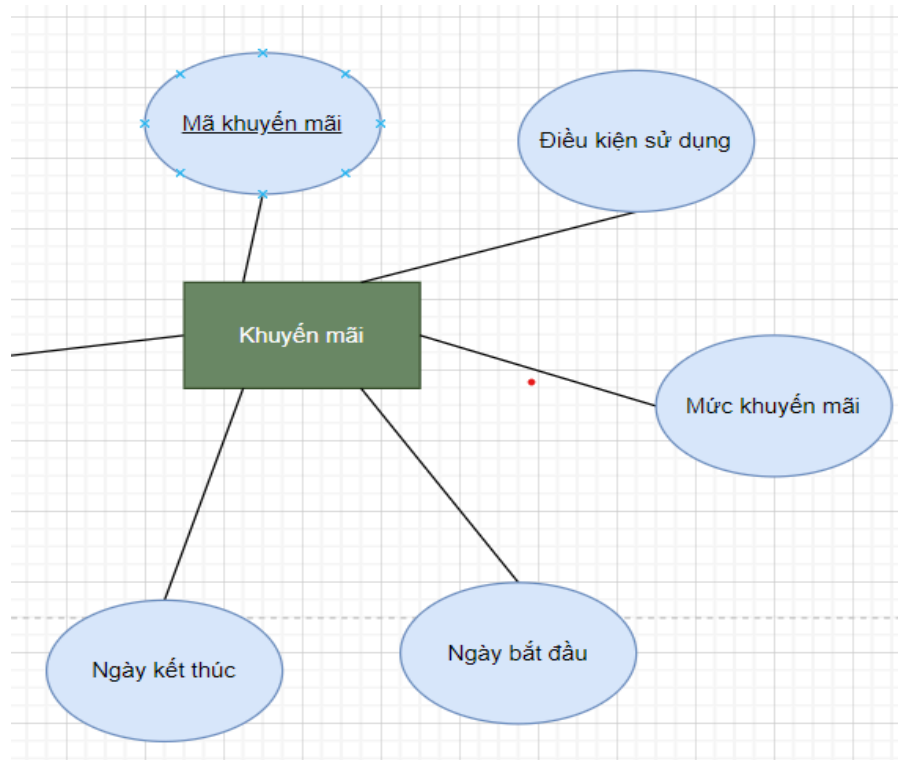 Mã khuyến mãi
Điều kiện sử dụng
Khuyến mãi
Mức khuyến mãi
Ngày kết thúc
Ngày bắt đầu